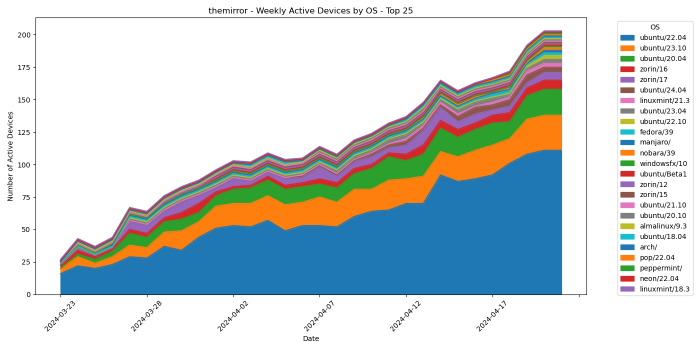 themirror - Weekly Active Devices by OS - Top 25
Number of Active Devices
200
175
150
125
100
75
50
25
0
2024-03-23
2024-03-28
2024-04-02
2024-04-07
2024-04-12
2024-04-17
Date
OS
ubuntu/22.04
ubuntu/23.10
ubuntu/20.04
zorin/16
zorin/17
ubuntu/24.04
linuxmint/21.3
ubuntu/23.04
ubuntu/22.10
fedora/39
manjaro/
nobara/39
windowsfx/10
ubuntu/Beta1
zorin/12
zorin/15
ubuntu/21.10
ubuntu/20.10
almalinux/9.3
ubuntu/18.04
arch/
pop/22.04
peppermint/
neon/22.04
linuxmint/18.3